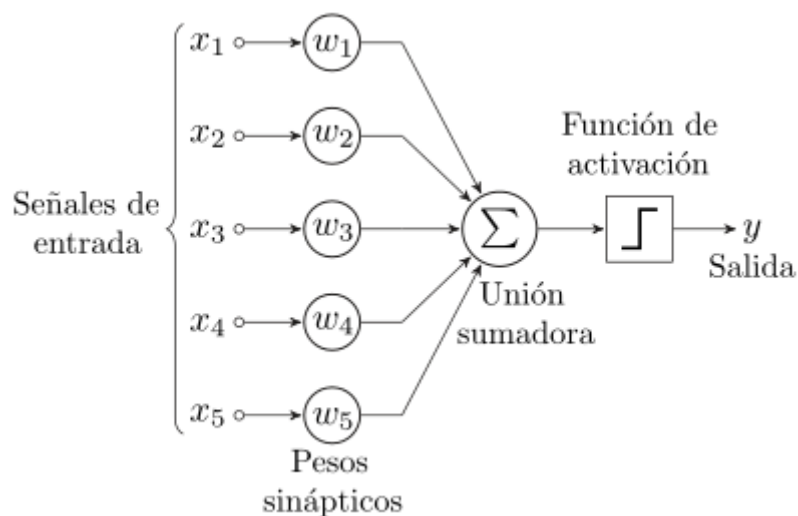 x1 w1
x2 w2
Función de
activación
Señales de
entrada
x3 w3 Σ y
Salida
Unión
sumadora
x4 w4
x5 w5
Pesos
sinápticos